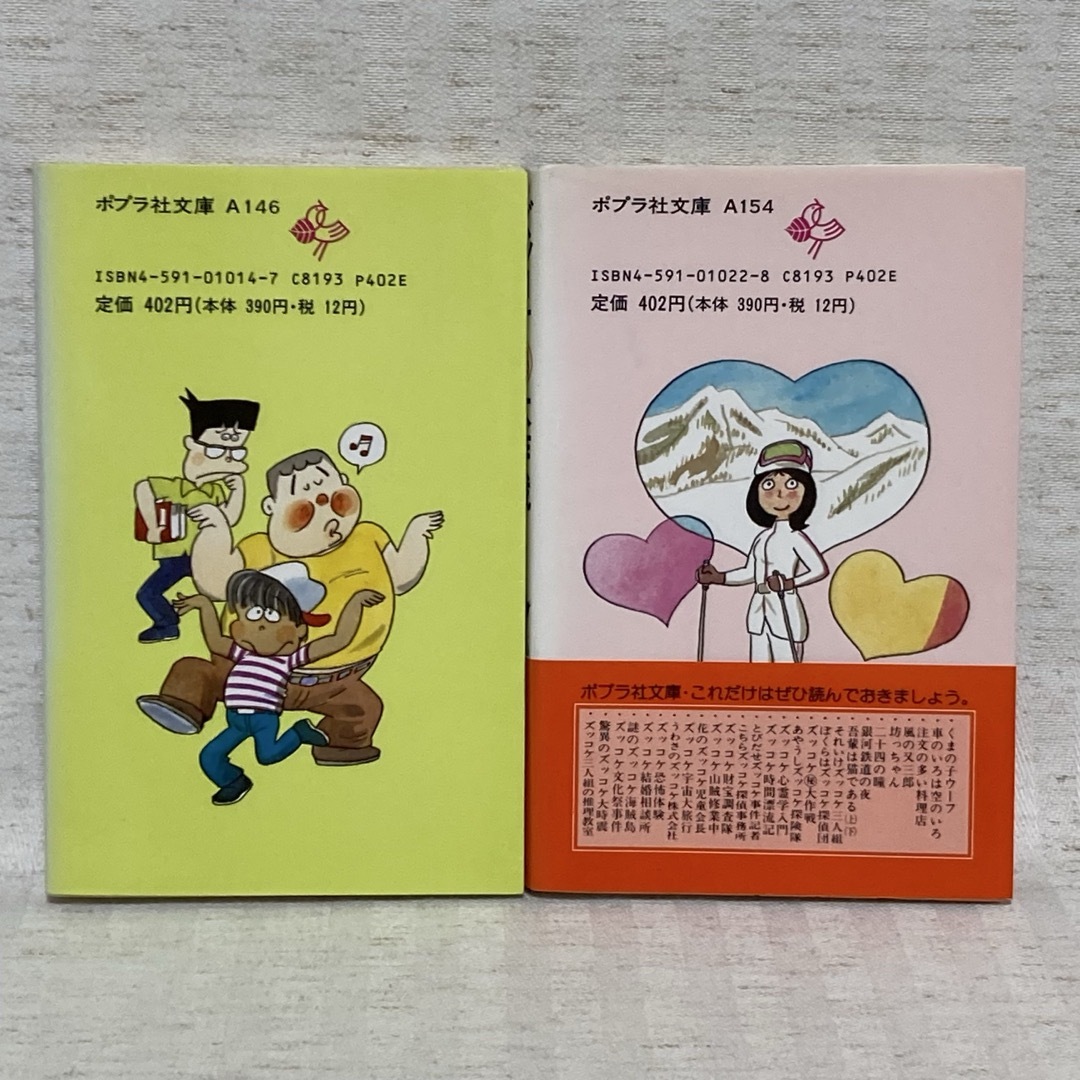 ポプラ社文庫 A146
ISBN4-591-01014-7 C8193 P402E
定価 402円(本体 390円・税 12円)
ポプラ社文庫 A154
ISBN4-591-01022-8 C8193 P402E
定価 402円(本体 390円・税 12円)
ポプラ社文庫・これだけはぜひ読んでおきましょう。
くまの子ウーフ
車のいろは空のいろ
注文の多い料理店
風の又三郎
坊っちゃん
二十四の瞳
銀河鉄道の夜
吾輩は猫である(上)(下)
それいけズッコケ三人組
ぼくらはズッコケ探偵団
ズッコケ㊙大作戦
あやうしズッコケ探険隊
ズッコケ心霊学入門
ズッコケ時間漂流記
とびだせズッコケ事件記者
こちらズッコケ探偵事務所
ズッコケ財宝調査隊
ズッコケ山賊修業中
花のズッコケ児童会長
ズッコケ宇宙大旅行
うわさのズッコケ株式会社
ズッコケ恐怖体験
ズッコケ結婚相談所
謎のズッコケ海賊島
ズッコケ文化祭事件
驚異のズッコケ大時震
ズッコケ三人組の推理教室